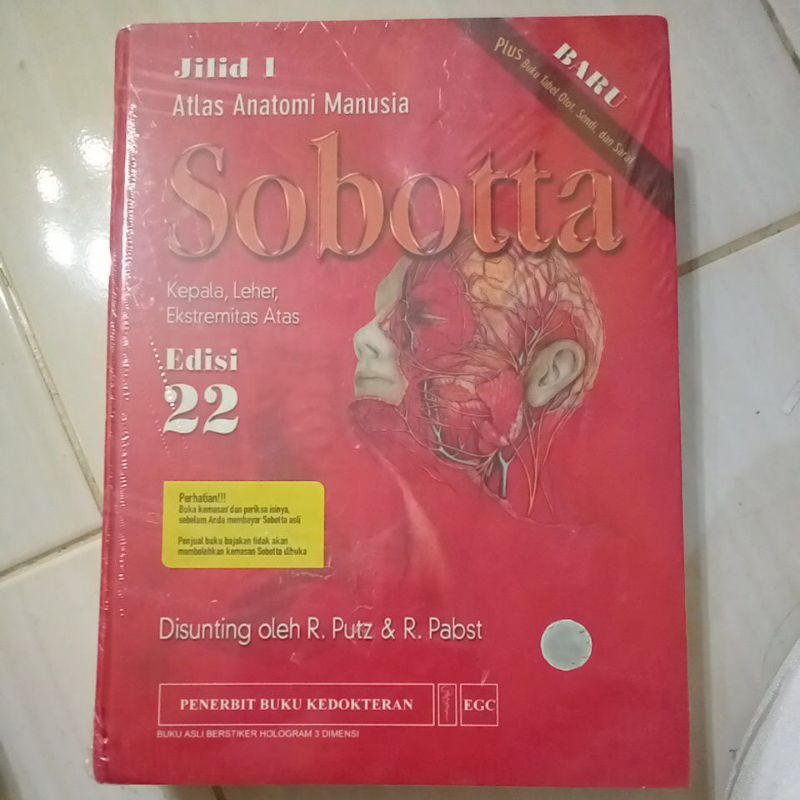 Jilid 1
Atlas Anatomi Manusia
Sobotta
BARU
Plus Buku Tabel Otot, Sendi, dan Saraf
Kepala, Leher,
Ekstremitas Atas
Edisi
22
Perhatian!!!
Buka kemasan dan periksa isinya,
sebelum Anda membayar Sobotta asli
Penjual buku bajakan tidak akan
membolehkan kemasan Sobotta dibuka
Disunting oleh R. Putz & R. Pabst
PENERBIT BUKU KEDOKTERAN EGC
BUKU ASLI BERSTIKER HOLOGRAM 3 DIMENSI